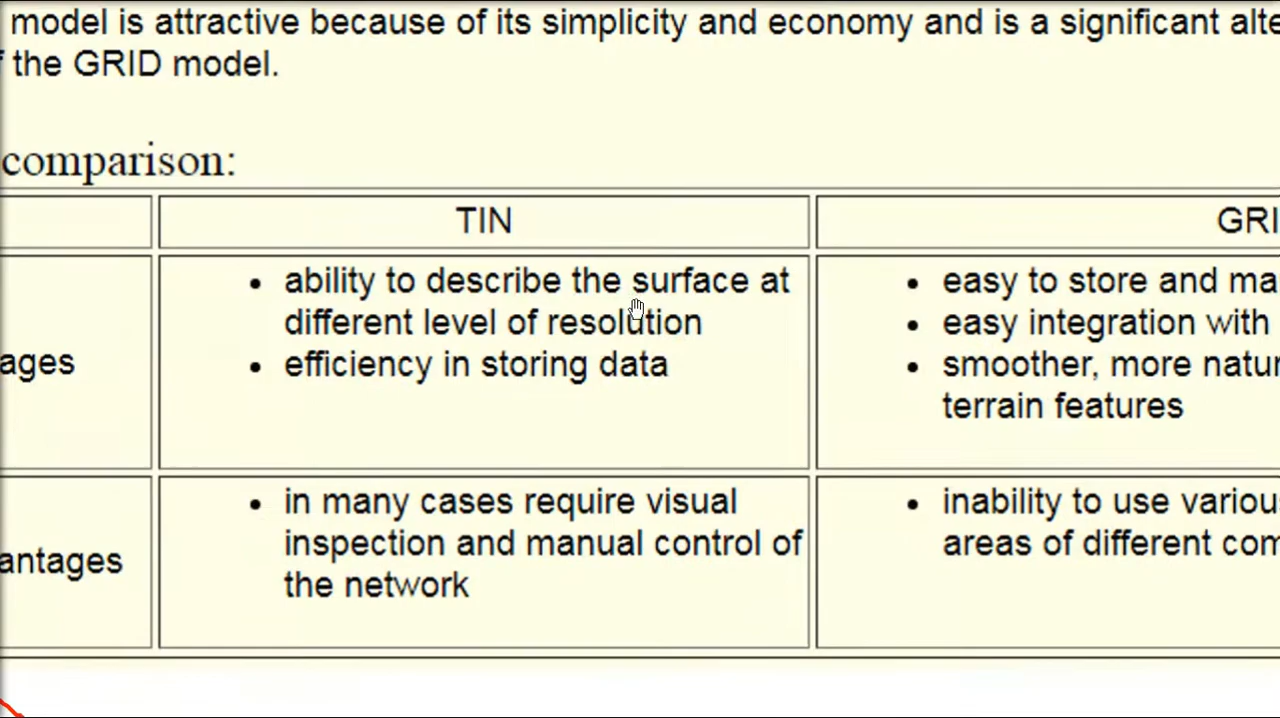 model is attractive because of its simplicity and economy and is a significant alte
the GRID model.
comparison:
TIN
GRI
ages
• ability to describe the surface at
different level of resolution
• efficiency in storing data
• easy to store and ma
• easy integration with
• smoother, more natur
terrain features
antages
• in many cases require visual
inspection and manual control of
the network
• inability to use variou
areas of different com